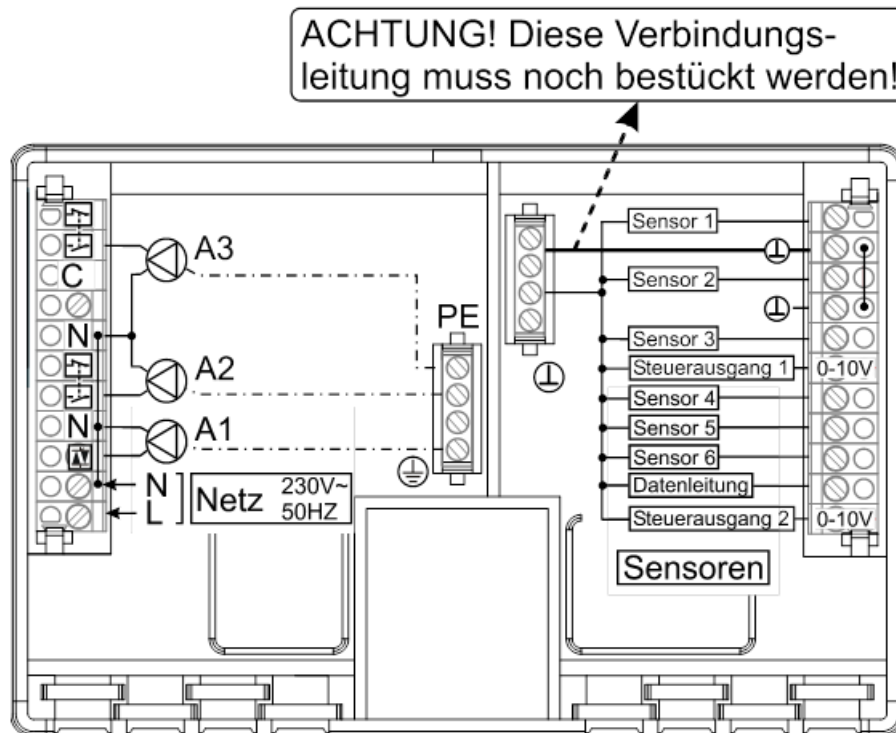 ACHTUNG! Diese Verbindungs-
leitung muss noch bestückt werden!
A3
C
N
PE
A2
N
A1
N
L
Netz
230V~
50HZ
Sensor 1
Sensor 2
Sensor 3
Steuerausgang 1
0-10V
Sensor 4
Sensor 5
Sensor 6
Datenleitung
Steuerausgang 2
0-10V
Sensoren